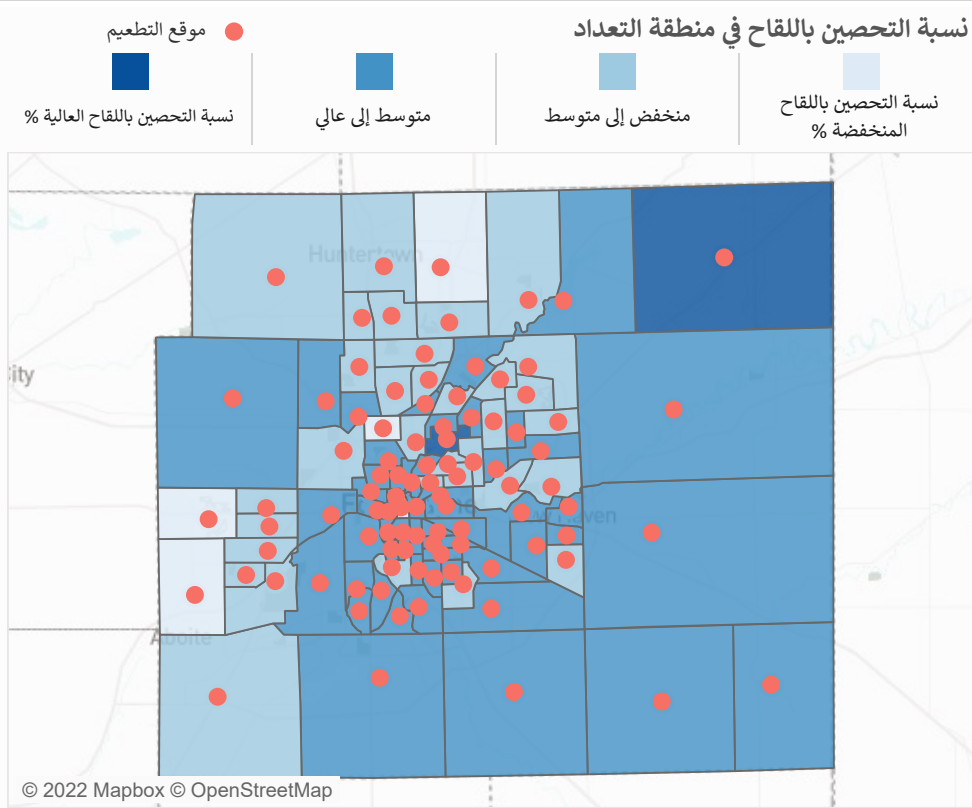 نسبة التحصين باللقاح في منطقة التعداد
موقع التطعيم
نسبة التحصين باللقاح
المنخفضة %
منخفض إلى متوسط
متوسط إلى عالي
نسبة التحصين باللقاح العالية %
Huntertown
ity
Aboite
© 2022 Mapbox © OpenStreetMap